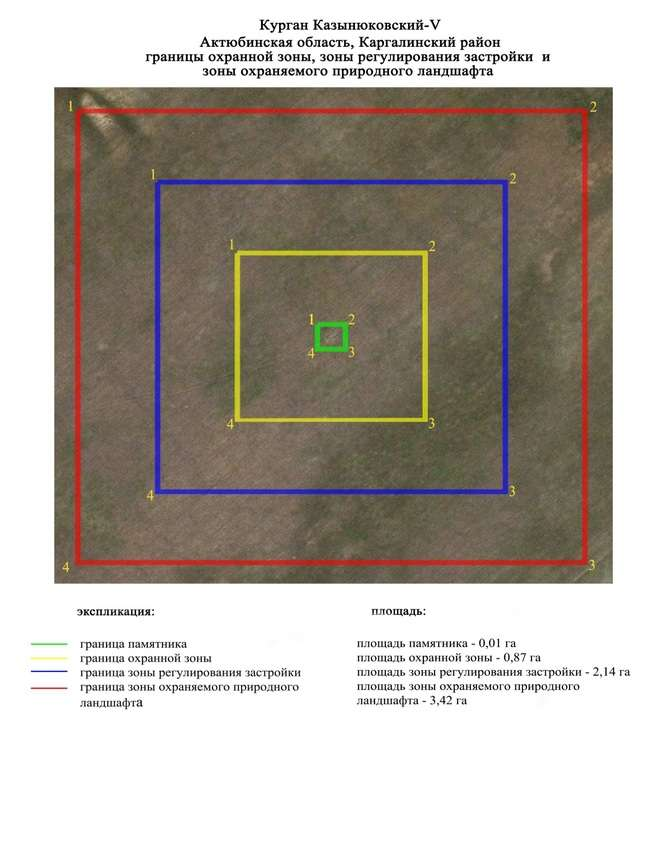 Курган Казынюковский-V
Актюбинская область, Каргалинский район
границы охранной зоны, зоны регулирования застройки и
зоны охраняемого природного ландшафта
1 2
1 2
1 2
1 2
4 3
4 3
4 3
4 3
экспликация: площадь:
граница памятника площадь памятника - 0,01 га
граница охранной зоны площадь охранной зоны - 0,87 га
граница зоны регулирования застройки площадь зоны регулирования застройки - 2,14 га
граница зоны охраняемого природного площадь зоны охраняемого природного
ландшафта ландшафта - 3,42 га